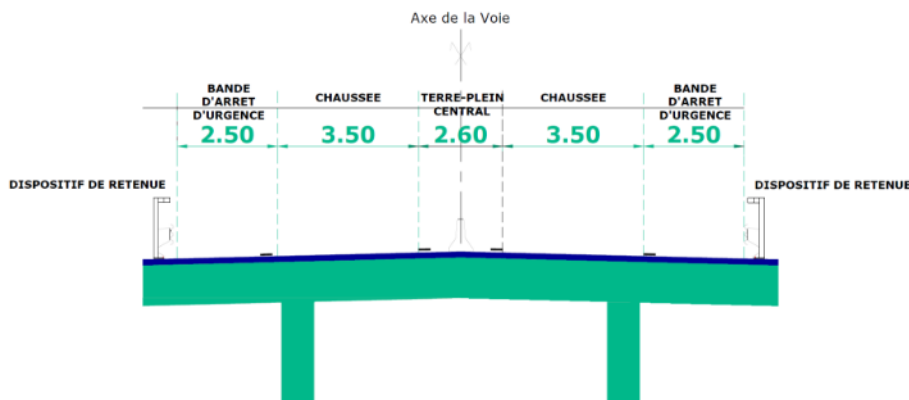 Axe de la Voie
BANDE
D'ARRET
D'URGENCE
CHAUSSEE
TERRE-PLEIN
CENTRAL
CHAUSSEE
BANDE
D'ARRET
D'URGENCE
2.50
3.50
2.60
3.50
2.50
DISPOSITIF DE RETENUE
DISPOSITIF DE RETENUE